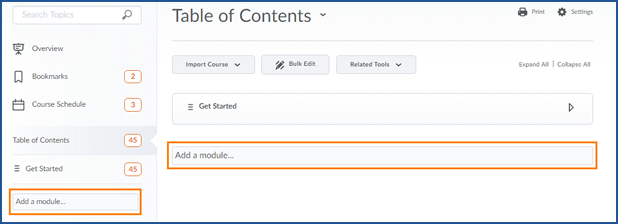 Search Topics
Overview
Bookmarks 2
Course Schedule 3
Table of Contents 45
Get Started 45
Add a module...
Table of Contents
Print Settings
Import Course Bulk Edit Related Tools
Expand All | Collapse All
Get Started
Add a module...